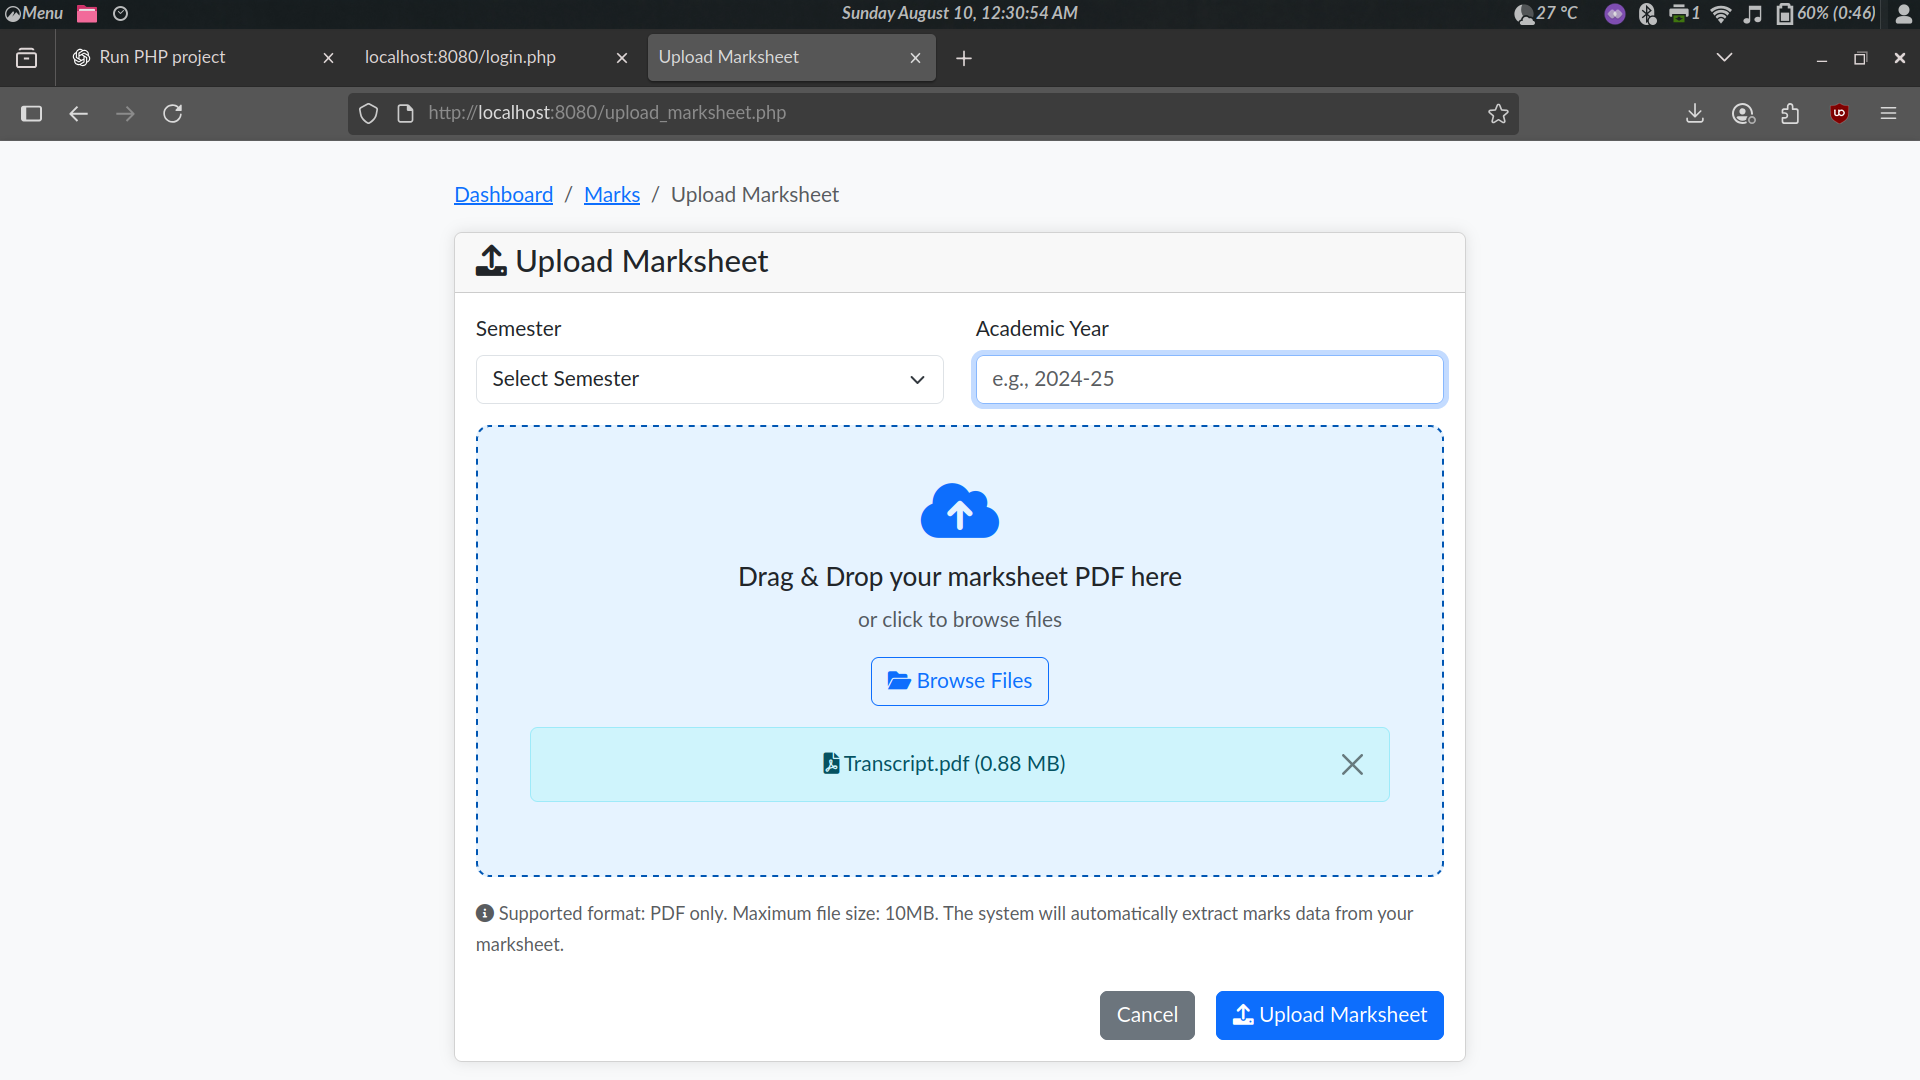 Menu
Sunday August 10, 12:30:54 AM
27 °C
1
60% (0:46)
Run PHP project
localhost:8080/login.php
Upload Marksheet
http://localhost:8080/upload_marksheet.php
Dashboard / Marks / Upload Marksheet
Upload Marksheet
Semester
Academic Year
Select Semester
e.g., 2024-25
Drag & Drop your marksheet PDF here
or click to browse files
Browse Files
Transcript.pdf (0.88 MB)
Supported format: PDF only. Maximum file size: 10MB. The system will automatically extract marks data from your
marksheet.
Cancel
Upload Marksheet